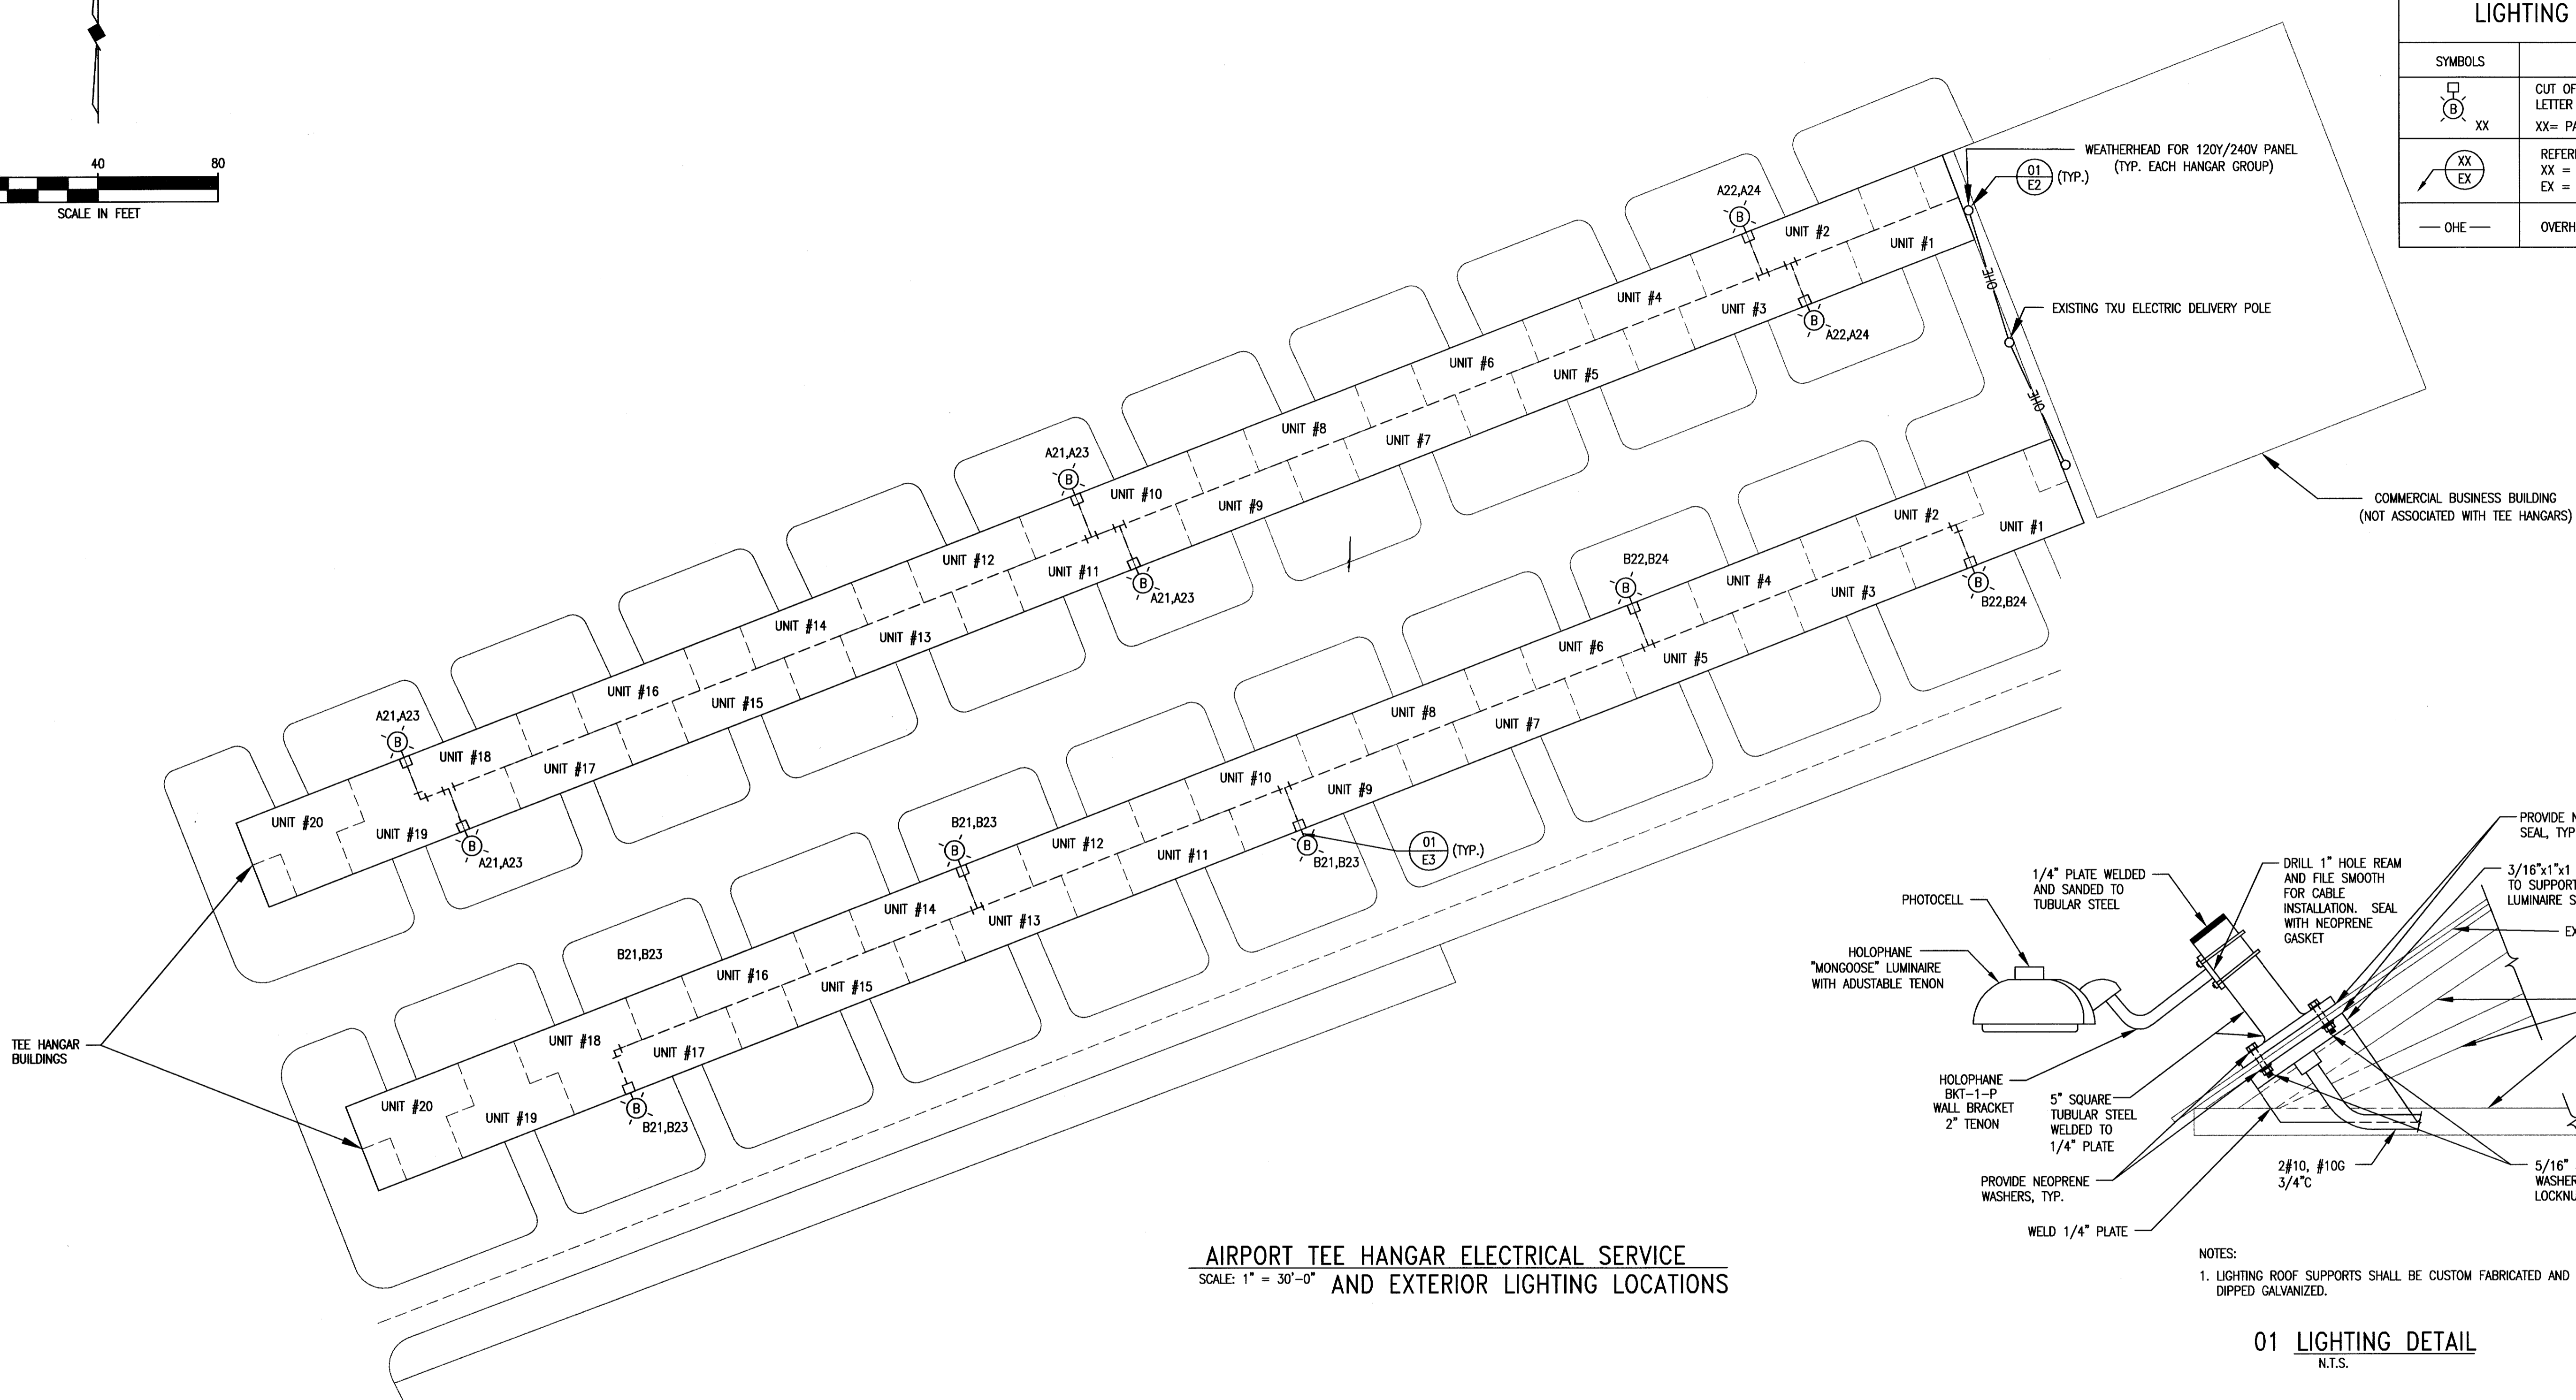 LIGHTING
SYMBOLS
B
XX
CUT OF
LETTER
XX= PA
XX
EX
REFER
XX =
EX =
OHE
OVERH
40
80
SCALE IN FEET
WEATHERHEAD FOR 120Y/240V PANEL
(TYP. EACH HANGAR GROUP)
01
E2
(TYP.)
EXISTING TXU ELECTRIC DELIVERY POLE
OHE
OHE
COMMERCIAL BUSINESS BUILDING
(NOT ASSOCIATED WITH TEE HANGARS)
A22,A24
B
UNIT #2
UNIT #1
UNIT #4
UNIT #3
B
A22,A24
UNIT #6
UNIT #5
UNIT #8
UNIT #7
A21,A23
B
UNIT #10
UNIT #9
UNIT #12
UNIT #11
B
A21,A23
UNIT #14
UNIT #13
UNIT #16
UNIT #15
A21,A23
B
UNIT #18
UNIT #17
UNIT #20
UNIT #19
B
A21,A23
UNIT #2
UNIT #1
B
B22,B24
B22,B24
B
UNIT #4
UNIT #3
UNIT #6
UNIT #5
UNIT #8
UNIT #7
UNIT #10
UNIT #9
B
B21,B23
01
E3
(TYP.)
B21,B23
B
UNIT #12
UNIT #11
UNIT #14
UNIT #13
B21,B23
UNIT #16
UNIT #15
UNIT #18
UNIT #17
B
B21,B23
UNIT #20
UNIT #19
TEE HANGAR
BUILDINGS
AIRPORT TEE HANGAR ELECTRICAL SERVICE
SCALE: 1" = 30'-0"
AND EXTERIOR LIGHTING LOCATIONS
PHOTOCELL
1/4" PLATE WELDED
AND SANDED TO
TUBULAR STEEL
DRILL 1" HOLE REAM
AND FILE SMOOTH
FOR CABLE
INSTALLATION. SEAL
WITH NEOPRENE
GASKET
PROVIDE N
SEAL, TYP
3/16"x1"x1
TO SUPPORT
LUMINAIRE S
EX
HOLOPHANE
"MONGOOSE" LUMINAIRE
WITH ADUSTABLE TENON
HOLOPHANE
BKT-1-P
WALL BRACKET
2" TENON
5" SQUARE
TUBULAR STEEL
WELDED TO
1/4" PLATE
PROVIDE NEOPRENE
WASHERS, TYP.
WELD 1/4" PLATE
2#10, #10G
3/4"C
5/16"
WASHER
LOCKNU
NOTES:
1. LIGHTING ROOF SUPPORTS SHALL BE CUSTOM FABRICATED AND
DIPPED GALVANIZED.
01 LIGHTING DETAIL
N.T.S.